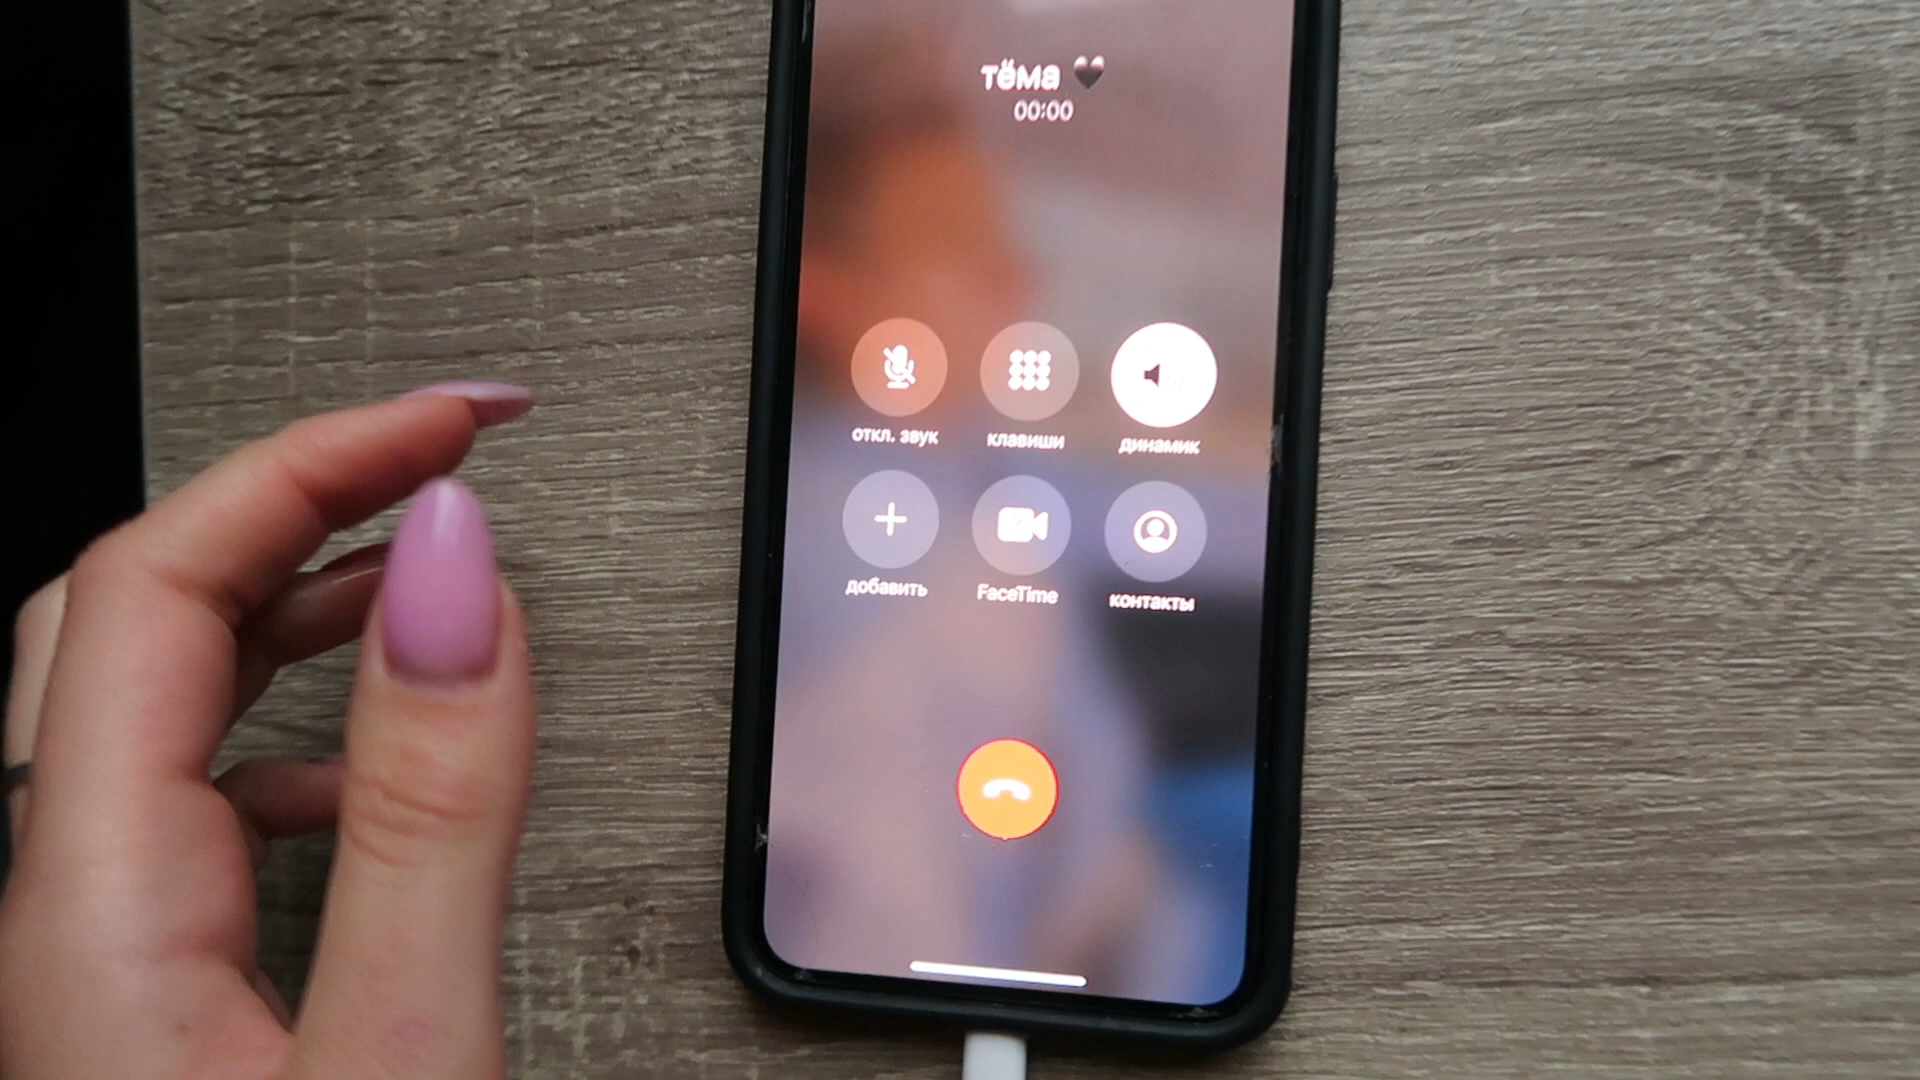 тёма 🖤
00:00
откл. звук клавиши динамик
добавить FaceTime контакты